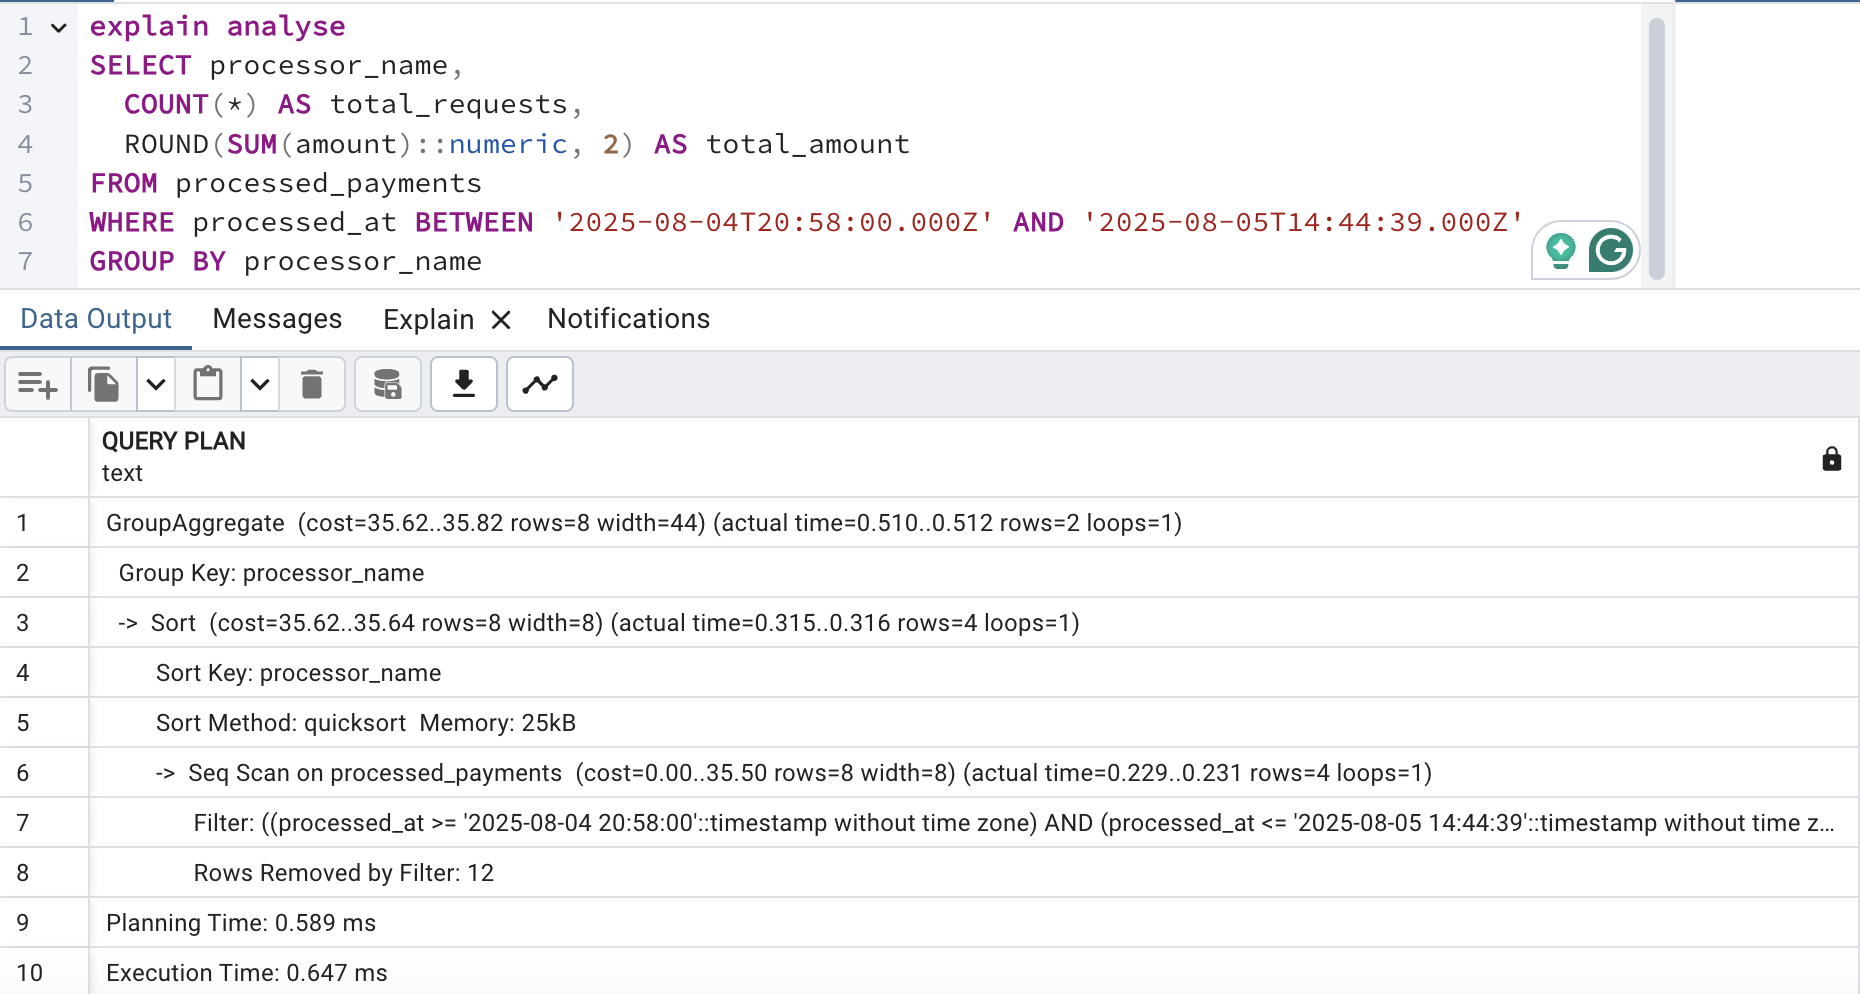 1 explain analyse
2 SELECT processor_name,
3 COUNT(*) AS total_requests,
4 ROUND(SUM(amount)::numeric, 2) AS total_amount
5 FROM processed_payments
6 WHERE processed_at BETWEEN '2025-08-04T20:58:00.000Z' AND '2025-08-05T14:44:39.000Z'
7 GROUP BY processor_name
Data Output Messages Explain Notifications
QUERY PLAN
text
1 GroupAggregate (cost=35.62..35.82 rows=8 width=44) (actual time=0.510..0.512 rows=2 loops=1)
2 Group Key: processor_name
3 -> Sort (cost=35.62..35.64 rows=8 width=8) (actual time=0.315..0.316 rows=4 loops=1)
4 Sort Key: processor_name
5 Sort Method: quicksort Memory: 25kB
6 -> Seq Scan on processed_payments (cost=0.00..35.50 rows=8 width=8) (actual time=0.229..0.231 rows=4 loops=1)
7 Filter: ((processed_at >= '2025-08-04 20:58:00'::timestamp without time zone) AND (processed_at <= '2025-08-05 14:44:39'::timestamp without time z...
8 Rows Removed by Filter: 12
9 Planning Time: 0.589 ms
10 Execution Time: 0.647 ms